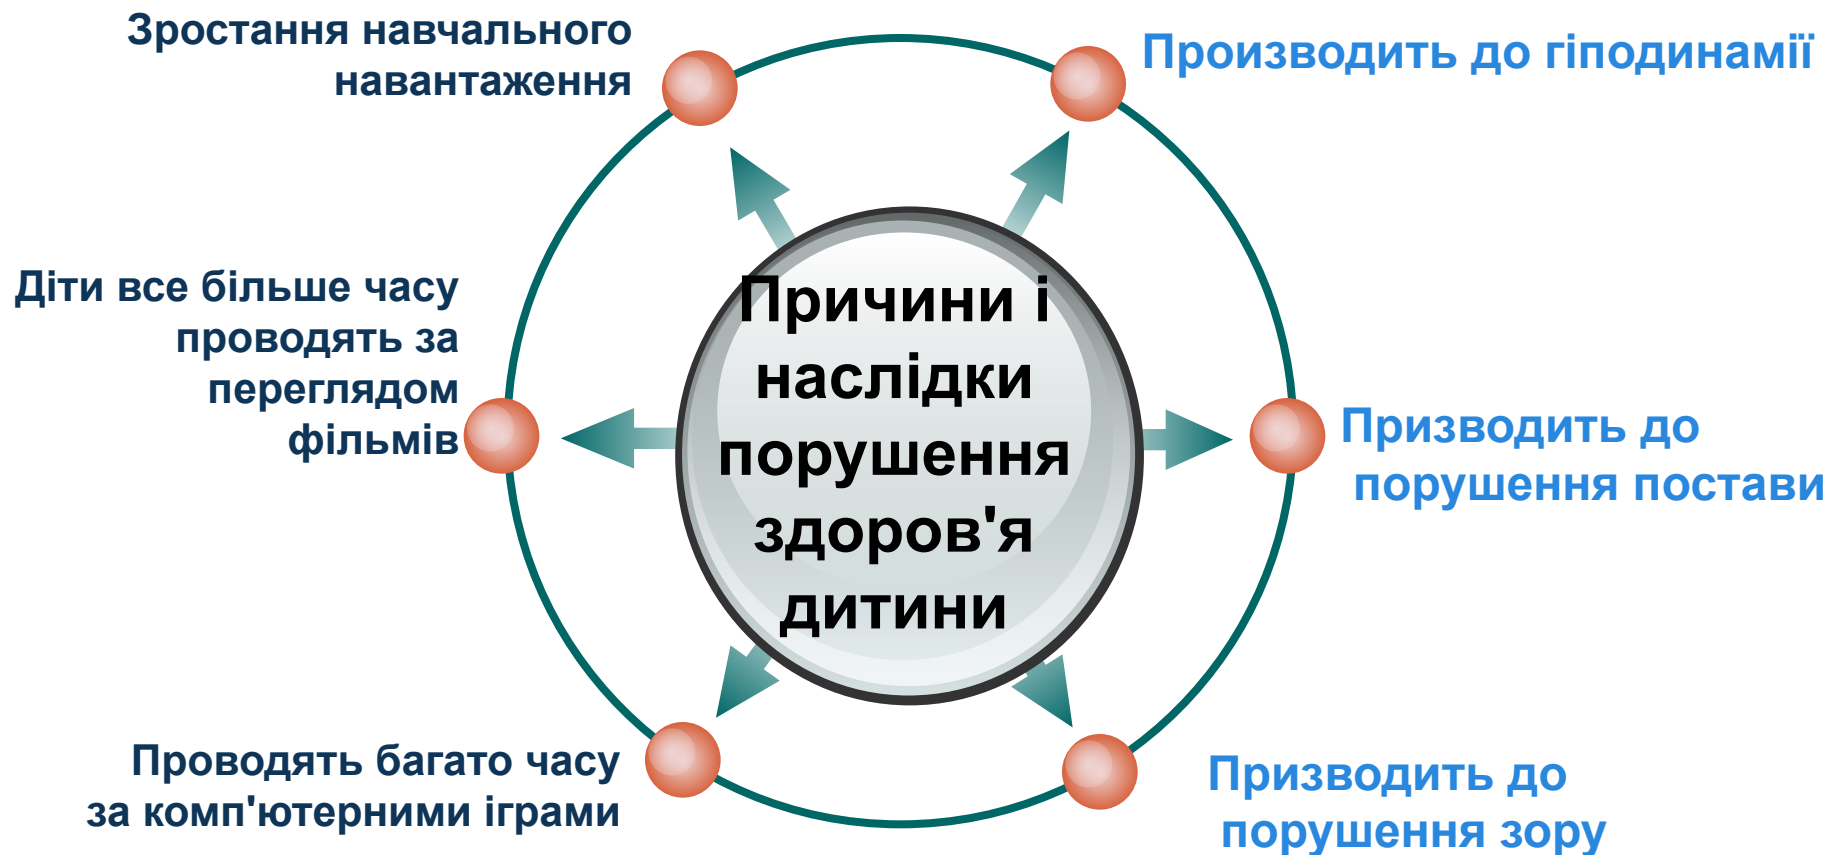 Зростання навчального
навантаження
Производить до гіподинамії
Діти все більше часу
проводять за
переглядом
фільмів
Причини і
наслідки
порушення
здоров'я
дитини
Призводить до
порушення постави
Проводять багато часу
за комп'ютерними іграми
Призводить до
порушення зору